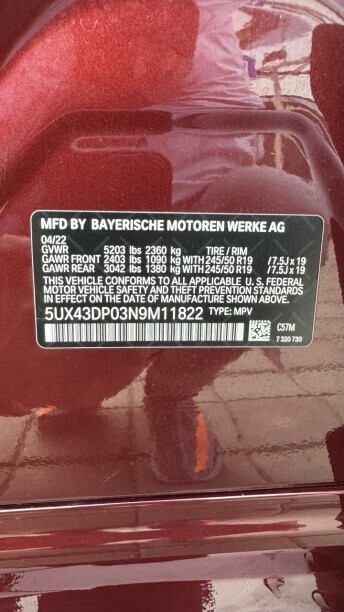 MFD BY BAYERISCHE MOTOREN WERKE AG
04/22
GVWR 5203 lbs 2360 kg TIRE / RIM
GAWR FRONT 2403 lbs 1090 kg WITH 245/50 R19 /7.5J x 19
GAWR REAR 3042 lbs 1380 kg WITH 245/50 R19 /7.5J x 19
THIS VEHICLE CONFORMS TO ALL APPLICABLE U. S. FEDERAL
MOTOR VEHICLE SAFETY AND THEFT PREVENTION STANDARDS
IN EFFECT ON THE DATE OF MANUFACTURE SHOWN ABOVE.
5UX43DP03N9M11822 TYPE: MPV
C57M
7 320 730